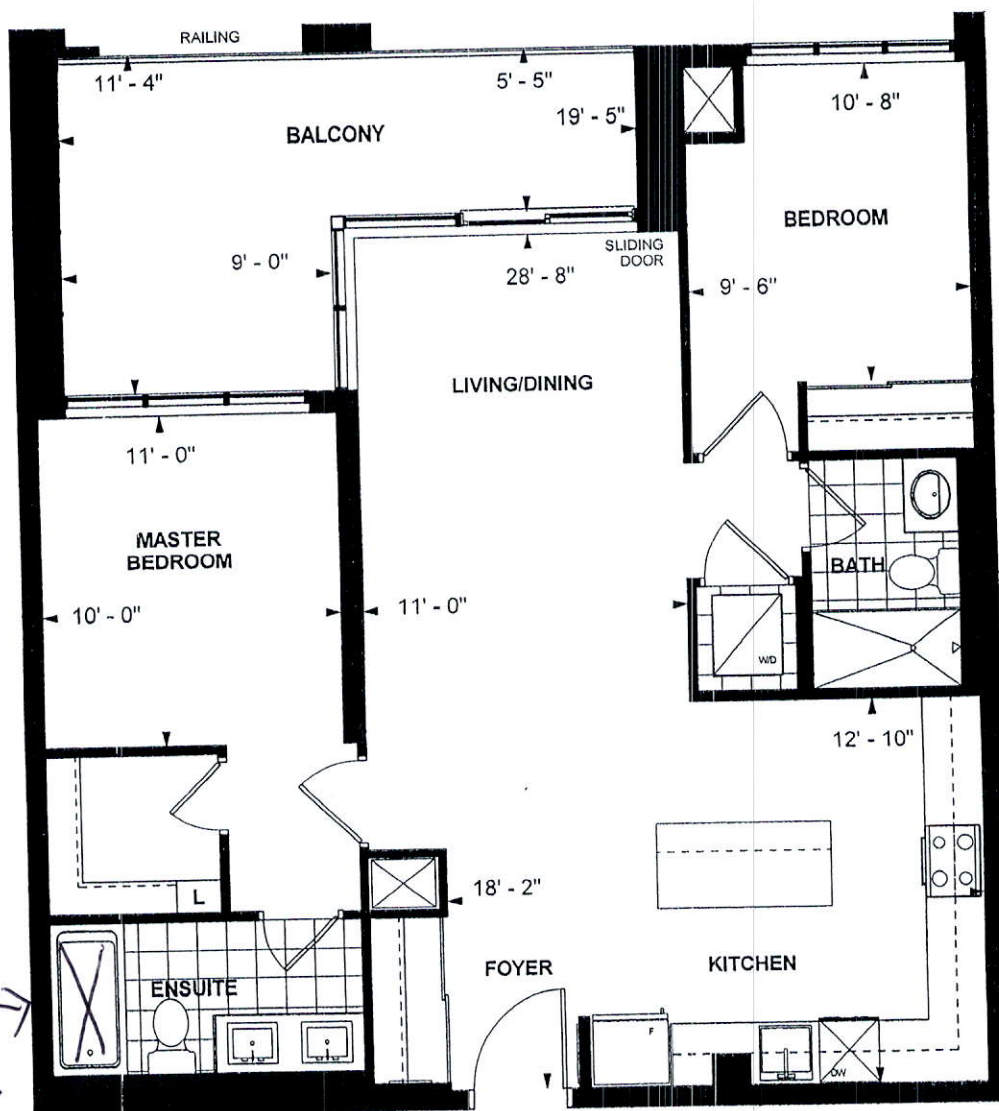 RAILING
11' - 4"
5' - 5"
19' - 5"
BALCONY
10' - 8"
BEDROOM
SLIDING
DOOR
9' - 0"
28' - 8"
9' - 6"
LIVING/DINING
11' - 0"
MASTER
BEDROOM
BATH
10' - 0"
11' - 0"
W/D
12' - 10"
L
18' - 2"
FOYER
KITCHEN
ENSUITE
F
DW